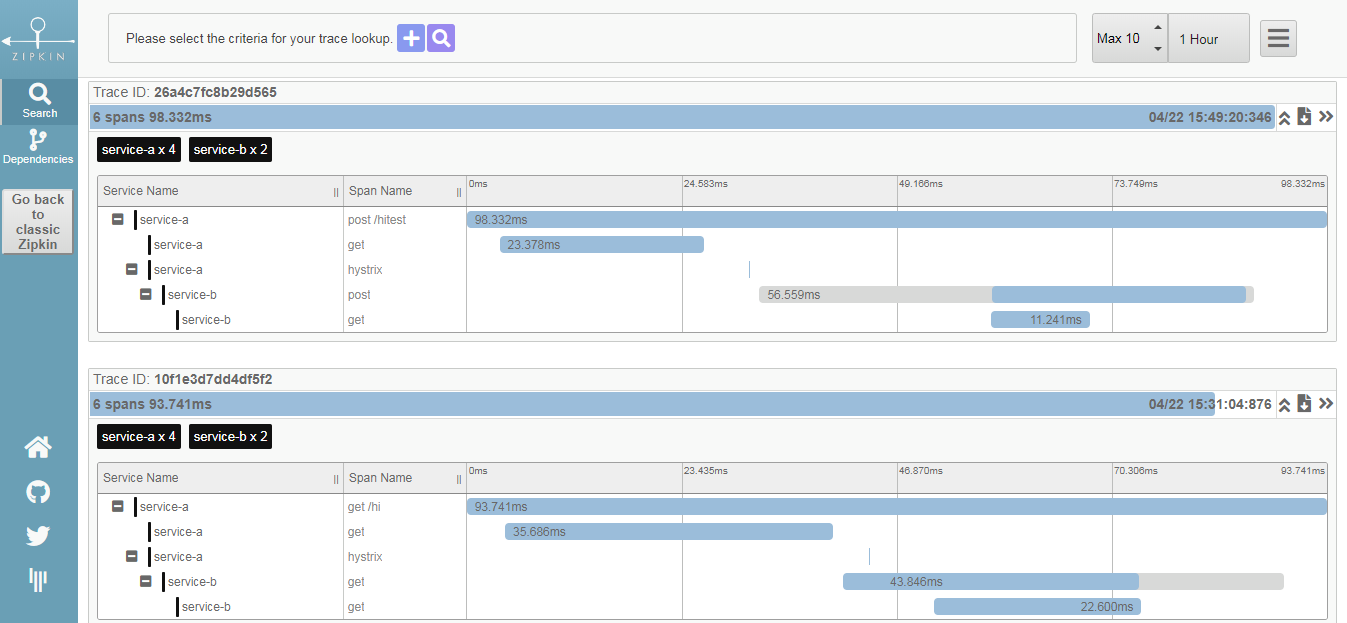 ZIPKIN
Search
Dependencies
Go back
to
classic
Zipkin
Please select the criteria for your trace lookup.
Max 10
1 Hour
Trace ID: 26a4c7fc8b29d565
6 spans 98.332ms 04/22 15:49:20:346
service-a x 4 service-b x 2
Service Name || Span Name || 0ms 24.583ms 49.166ms 73.749ms 98.332ms
service-a post /hitest 98.332ms
service-a get 23.378ms
service-a hystrix
service-b post 56.559ms
service-b get 11.241ms
Trace ID: 10f1e3d7dd4df5f2
6 spans 93.741ms 04/22 15:31:04:876
service-a x 4 service-b x 2
Service Name || Span Name || 0ms 23.435ms 46.870ms 70.306ms 93.741ms
service-a get /hi 93.741ms
service-a get 35.686ms
service-a hystrix
service-b get 43.846ms
service-b get 22.600ms